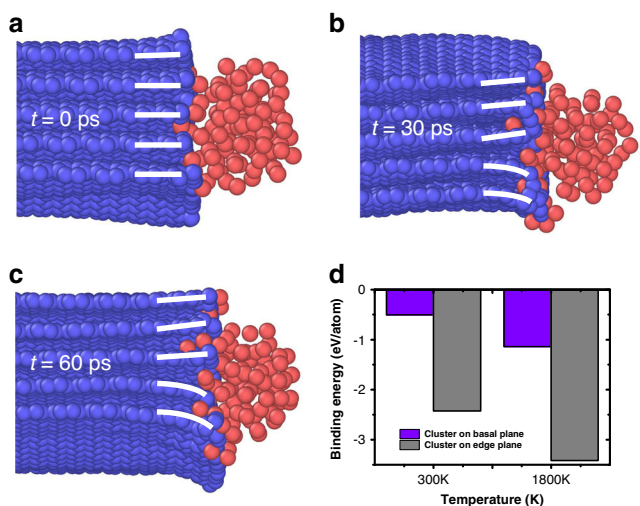 a
t = 0 ps
b
t = 30 ps
c
t = 60 ps
d
Binding energy (eV/atom)
0
-1
-2
-3
Cluster on basal plane
Cluster on edge plane
300K
1800K
Temperature (K)